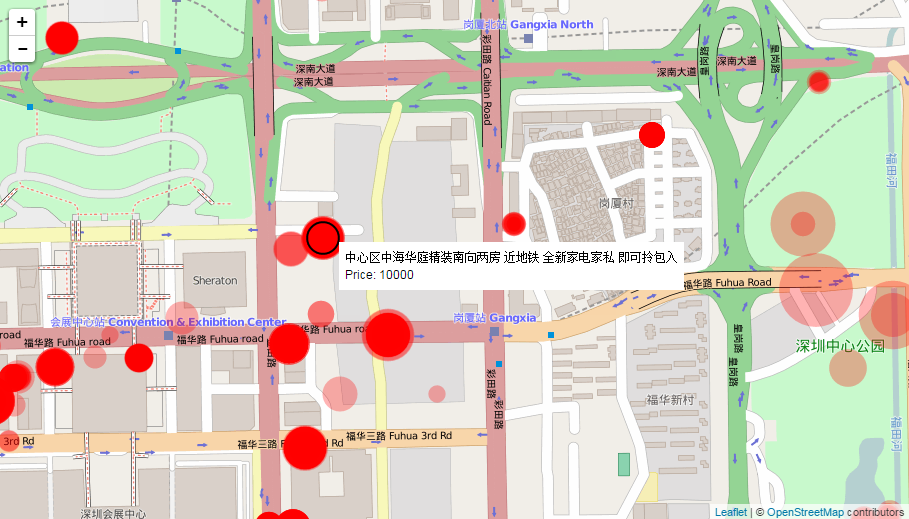 +
−
岗厦北站 Gangxia North
ation
深南大道
深南大道
深南大道
深南大道
彩田路 Caitian Road
皇岗路
皇岗路
福田河
岗厦村
中心区中海华庭精装南向两房 近地铁 全新家电家私 即可拎包入
Price: 10000
Sheraton
福华路 Fuhua Road
会展中心站 Convention & Exhibition Center
岗厦站 Gangxia
road
福华路 Fuhua road
福华路 Fuhua road
华路 Fuhua roa
田路
皇岗路
皇岗路
深圳中心公园
彩田路
彩田路
福华新村
福田河
3rd Rd
福华三路 Fuh
Rd
福华三路 Fuhua 3rd Rd
深圳会展中心
Leaflet | © OpenStreetMap contributors